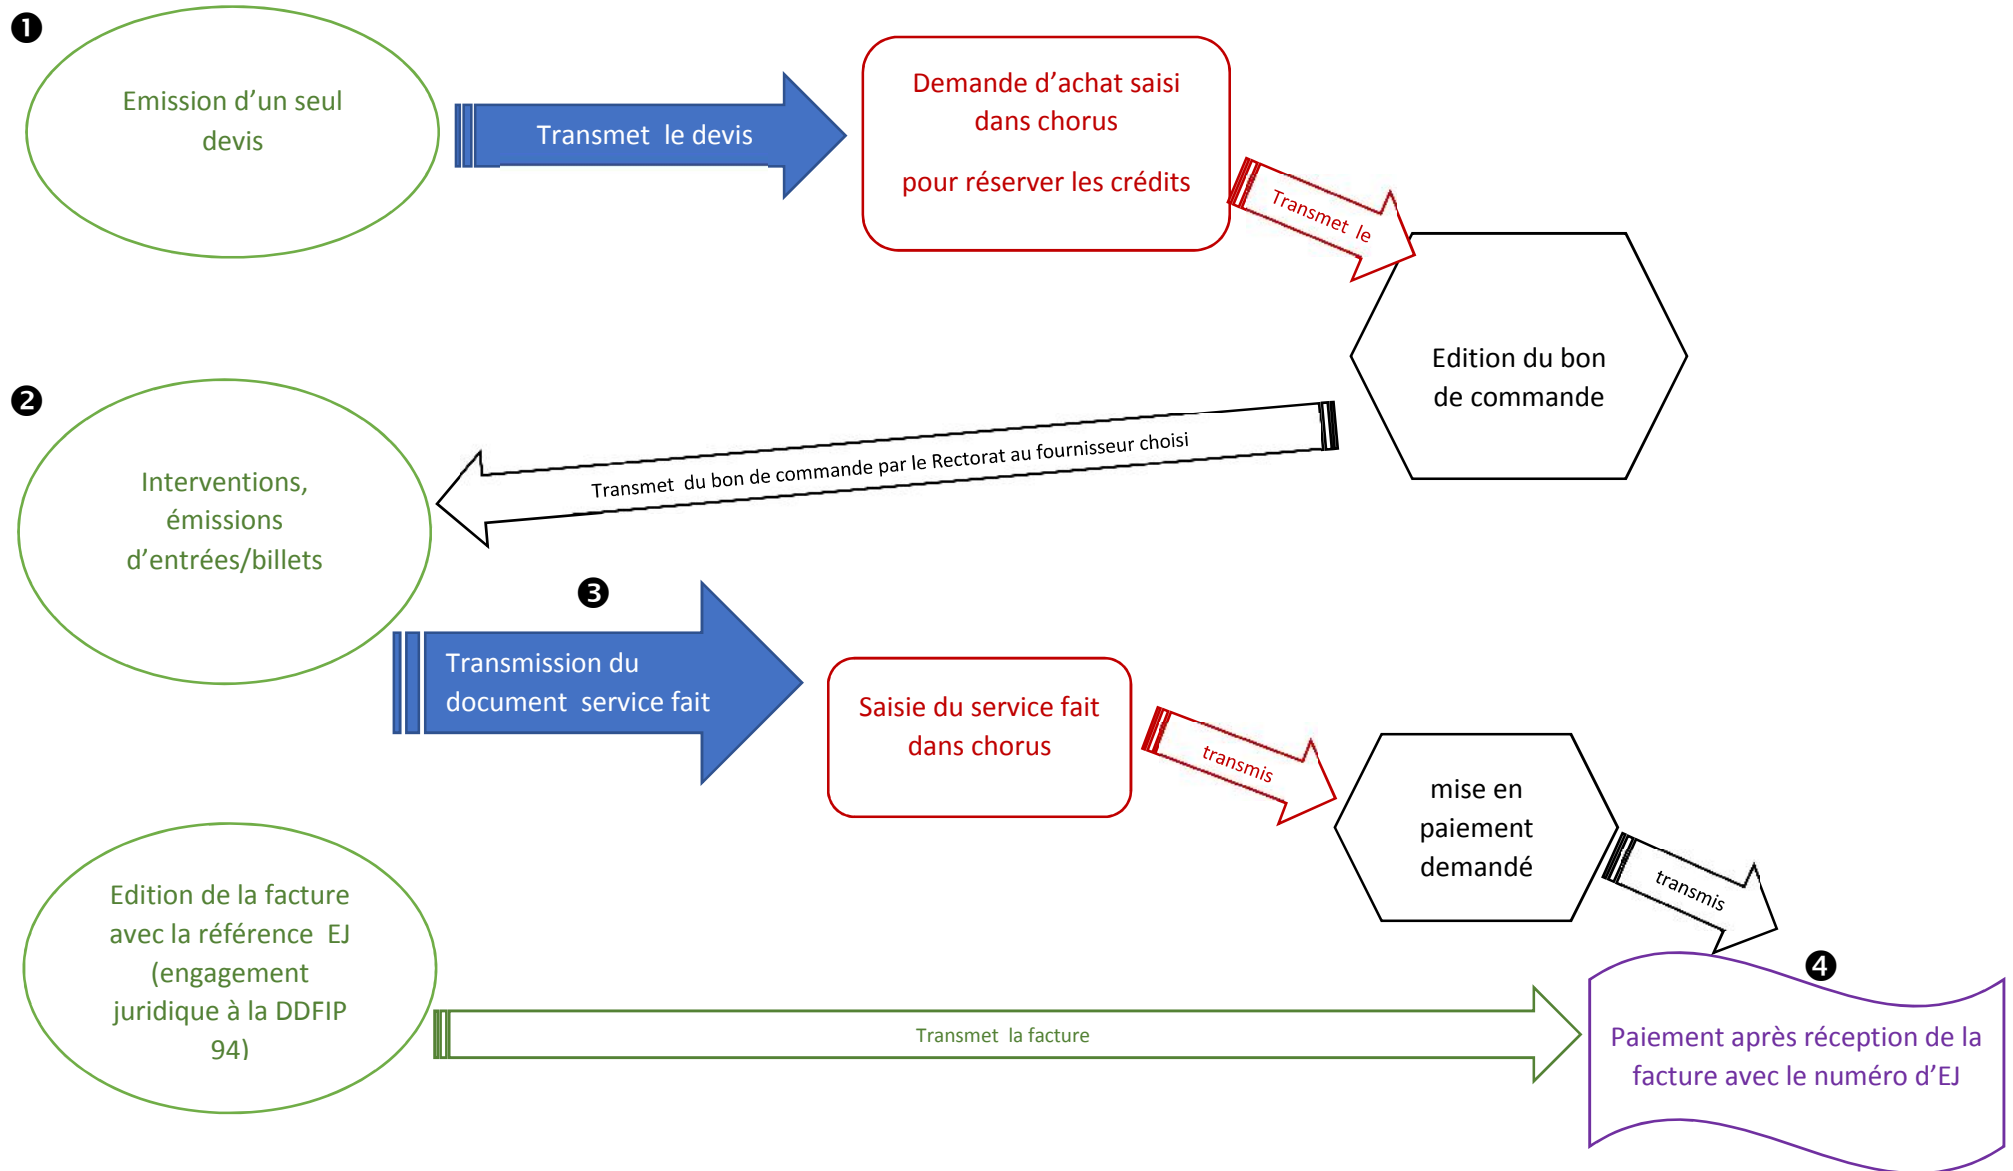 ❶
Emission d’un seul
devis
Transmet le devis
Demande d’achat saisi
dans chorus
pour réserver les crédits
Transmet le
Edition du bon
de commande
❷
Transmet du bon de commande par le Rectorat au fournisseur choisi
Interventions,
émissions
d’entrées/billets
❸
Transmission du
document service fait
Saisie du service fait
dans chorus
transmis
mise en
paiement
demandé
transmis
Edition de la facture
avec la référence EJ
(engagement
juridique à la DDFIP
94)
Transmet la facture
❹
Paiement après réception de la
facture avec le numéro d’EJ